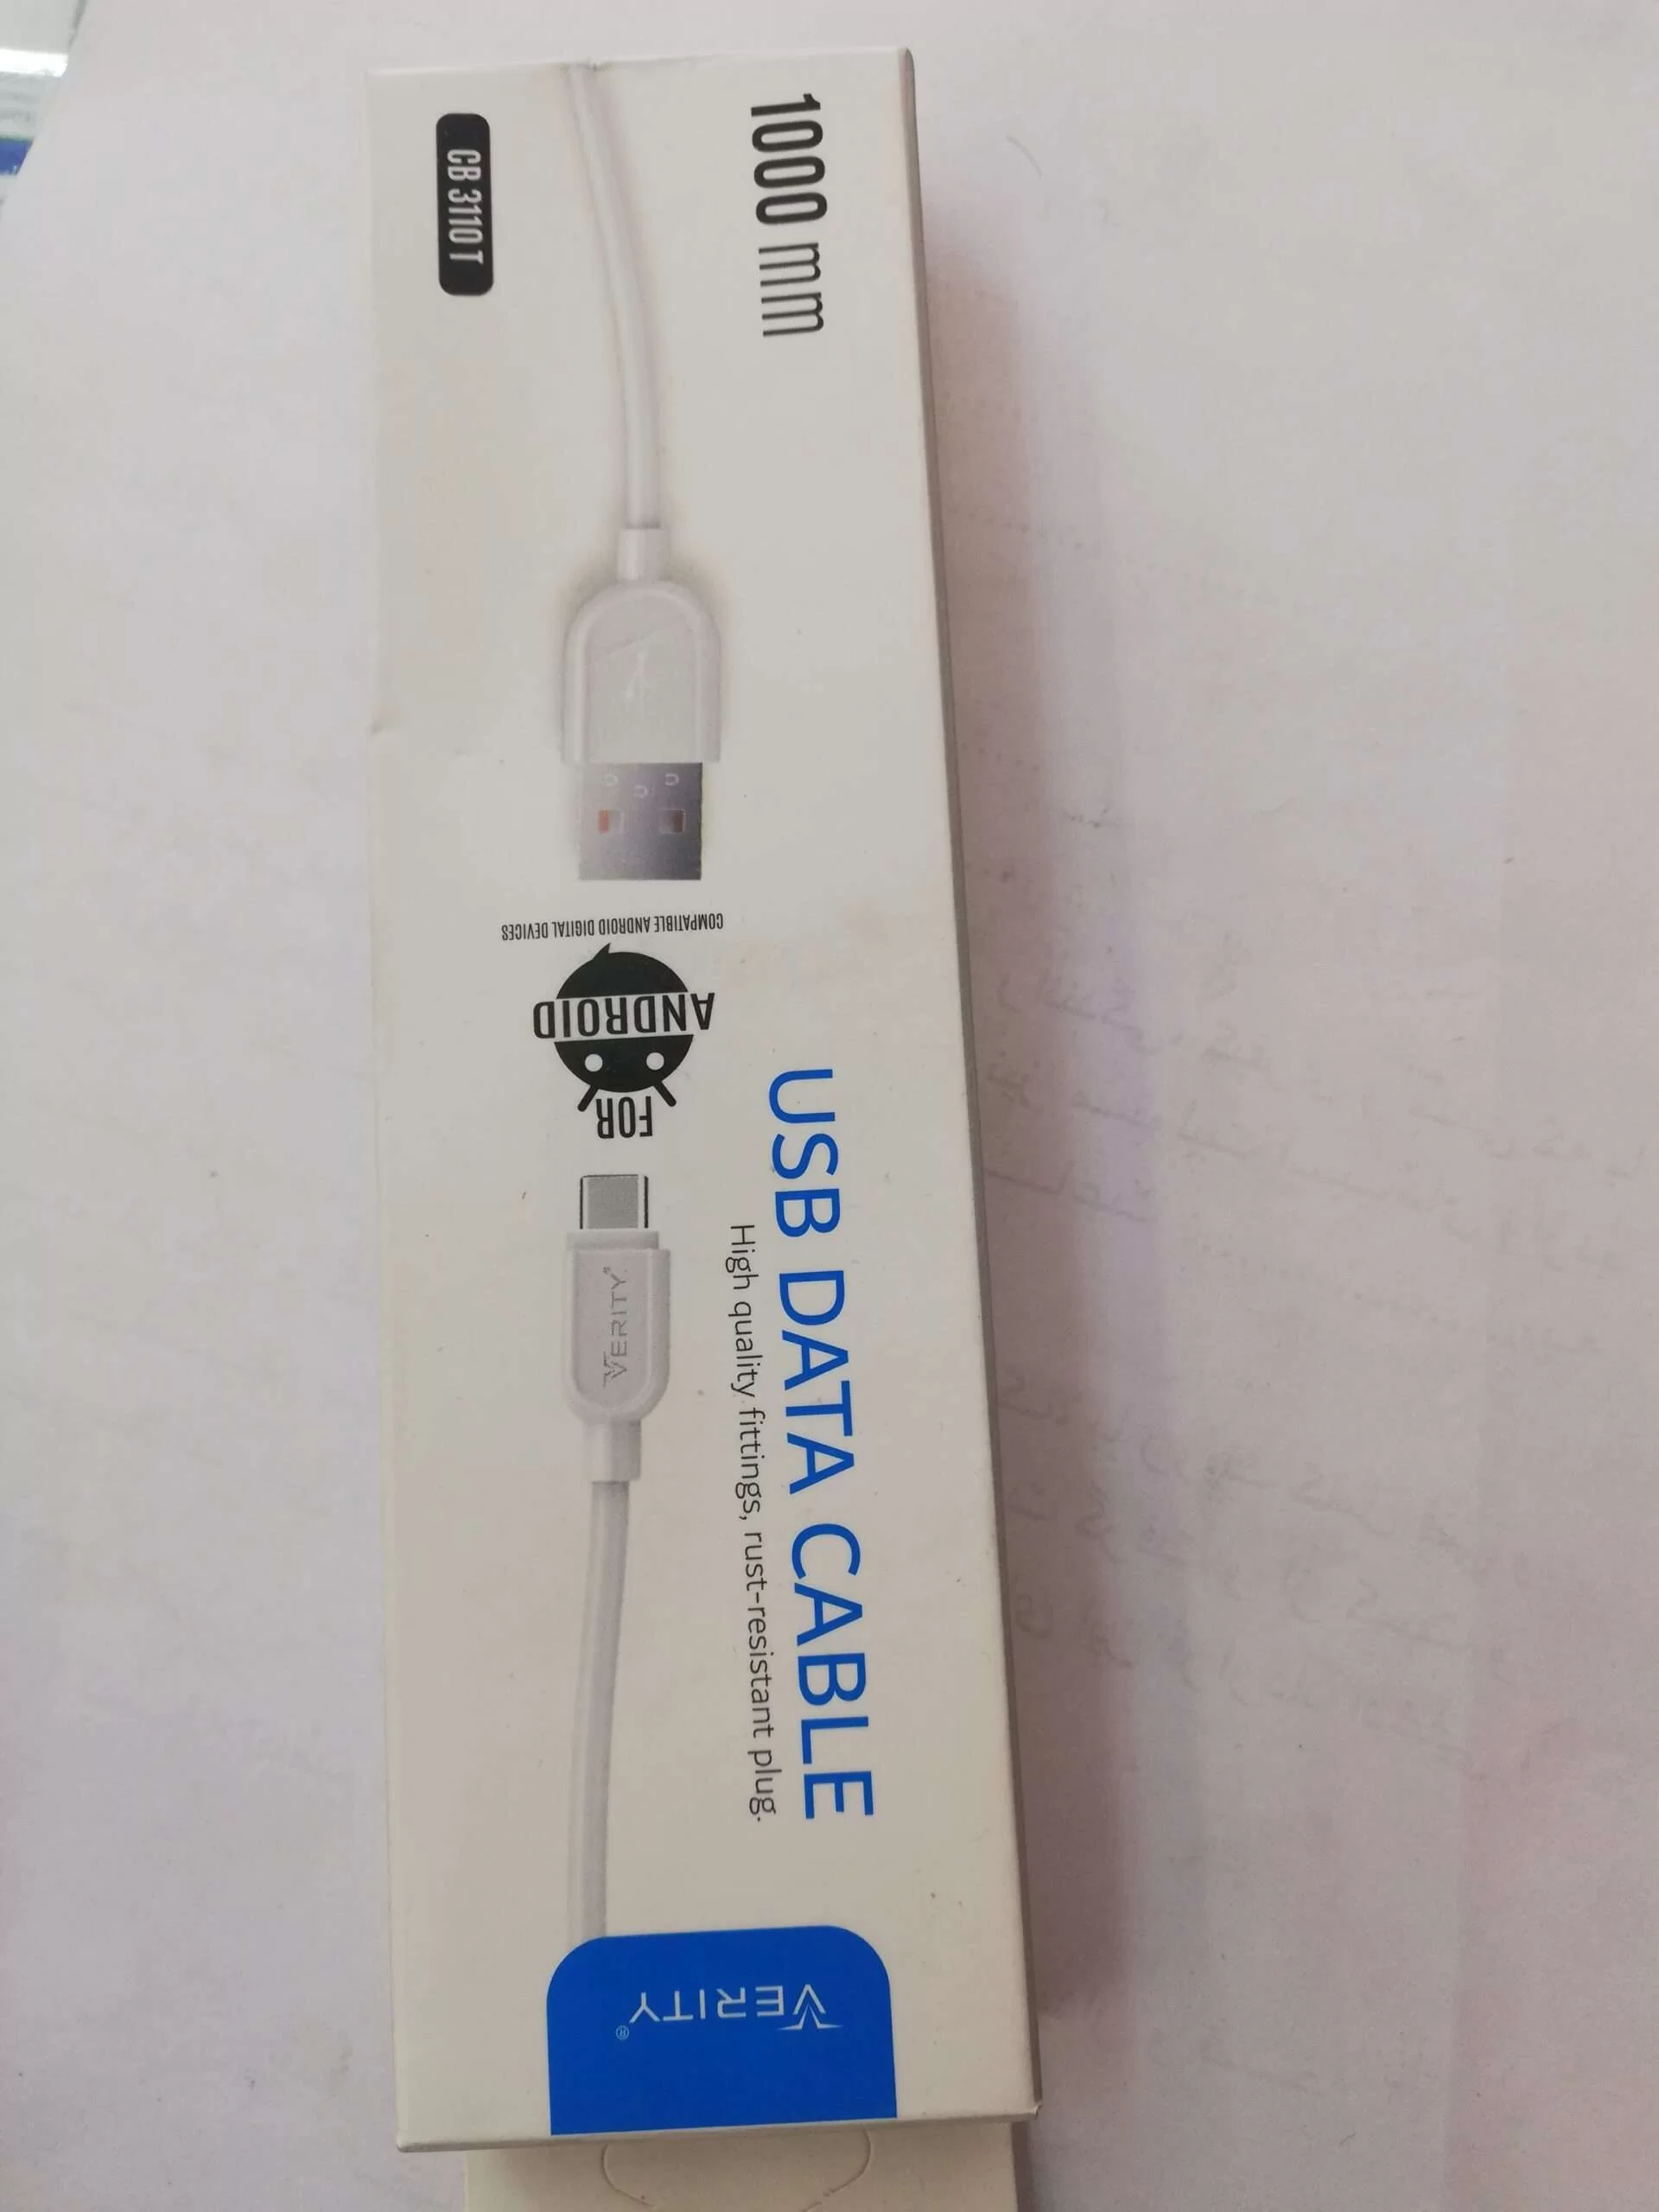 1000 mm
CB 3110 T
USB DATA CABLE
High quality fittings, rust-resistant plug.
FOR
ANDROID
COMPATIBLE ANDROID DIGITAL DEVICES
VERITY
VERITY®